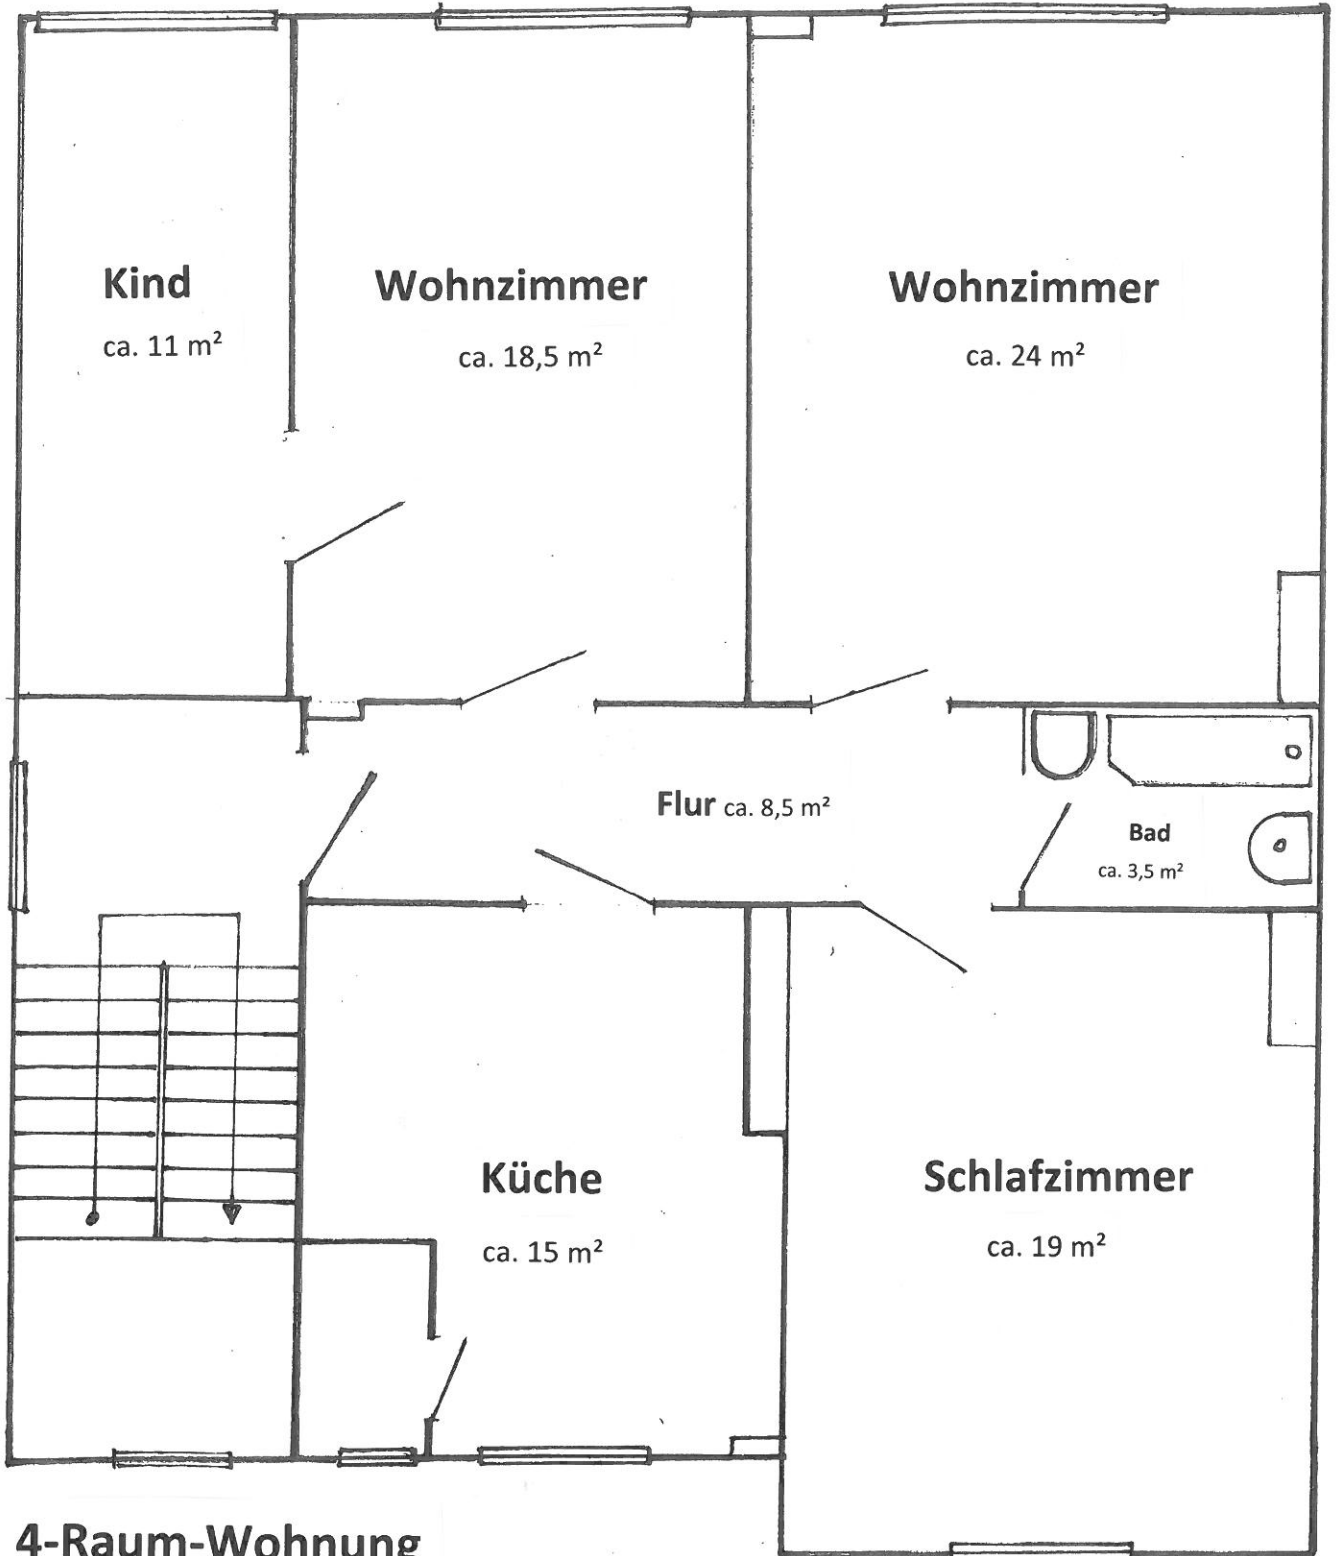 Kind
ca. 11 m²
Wohnzimmer
ca. 18,5 m²
Wohnzimmer
ca. 24 m²
Flur ca. 8,5 m²
Bad
ca. 3,5 m²
Küche
ca. 15 m²
Schlafzimmer
ca. 19 m²
4-Raum-Wohnung